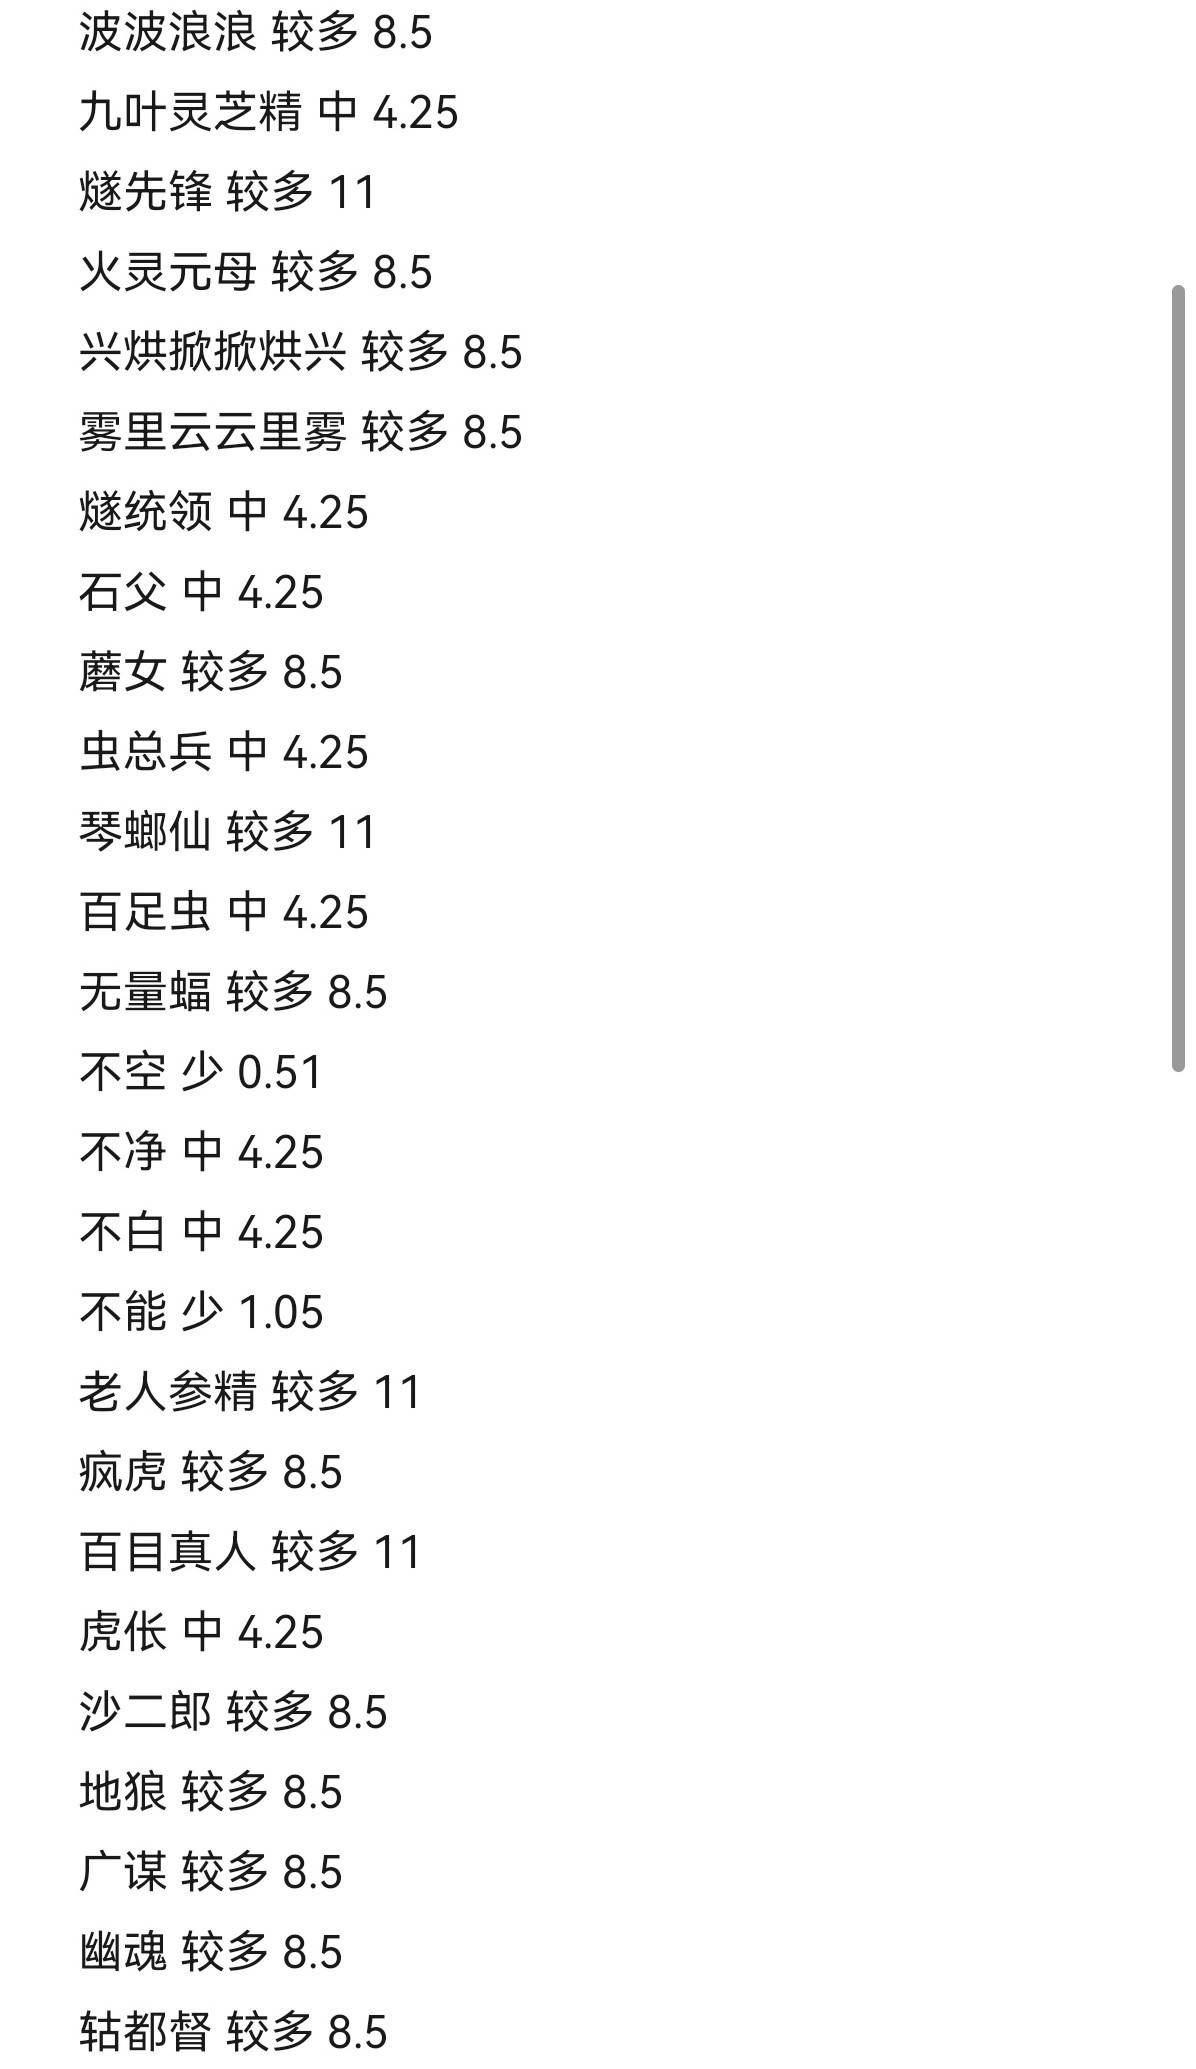 波波浪浪 较多 8.5
九叶灵芝精 中 4.25
燧先锋 较多 11
火灵元母 较多 8.5
兴烘掀掀烘兴 较多 8.5
雾里云云里雾 较多 8.5
燧统领 中 4.25
石父 中 4.25
蘑女 较多 8.5
虫总兵 中 4.25
琴螂仙 较多 11
百足虫 中 4.25
无量蝠 较多 8.5
不空 少 0.51
不净 中 4.25
不白 中 4.25
不能 少 1.05
老人参精 较多 11
疯虎 较多 8.5
百目真人 较多 11
虎伥 中 4.25
沙二郎 较多 8.5
地狼 较多 8.5
广谋 较多 8.5
幽魂 较多 8.5
轱都督 较多 8.5